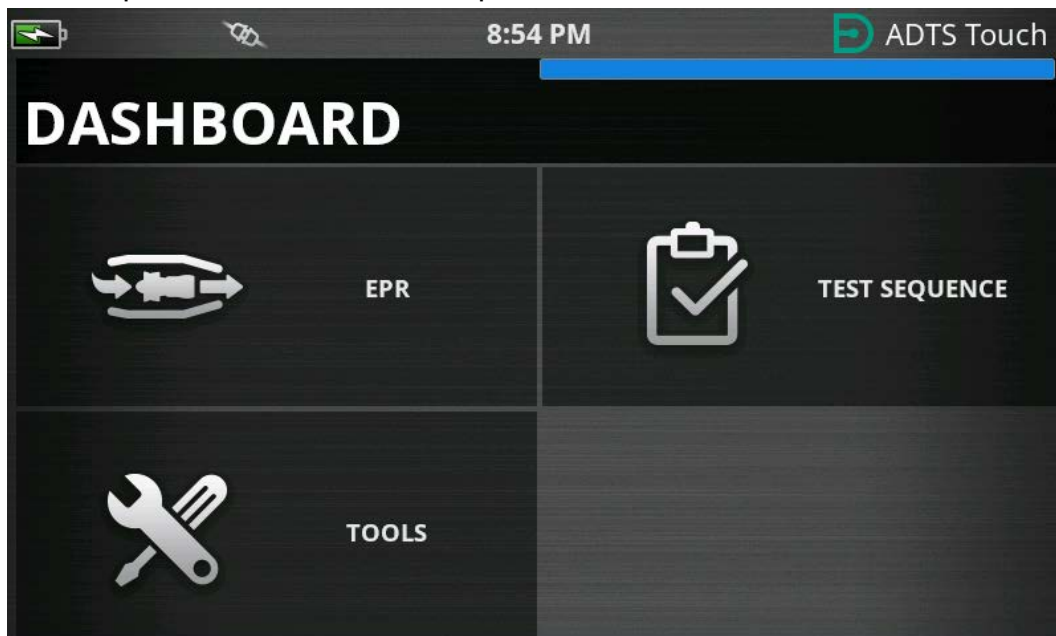 8:54 PM
ADTS Touch
DASHBOARD
EPR
TEST SEQUENCE
TOOLS